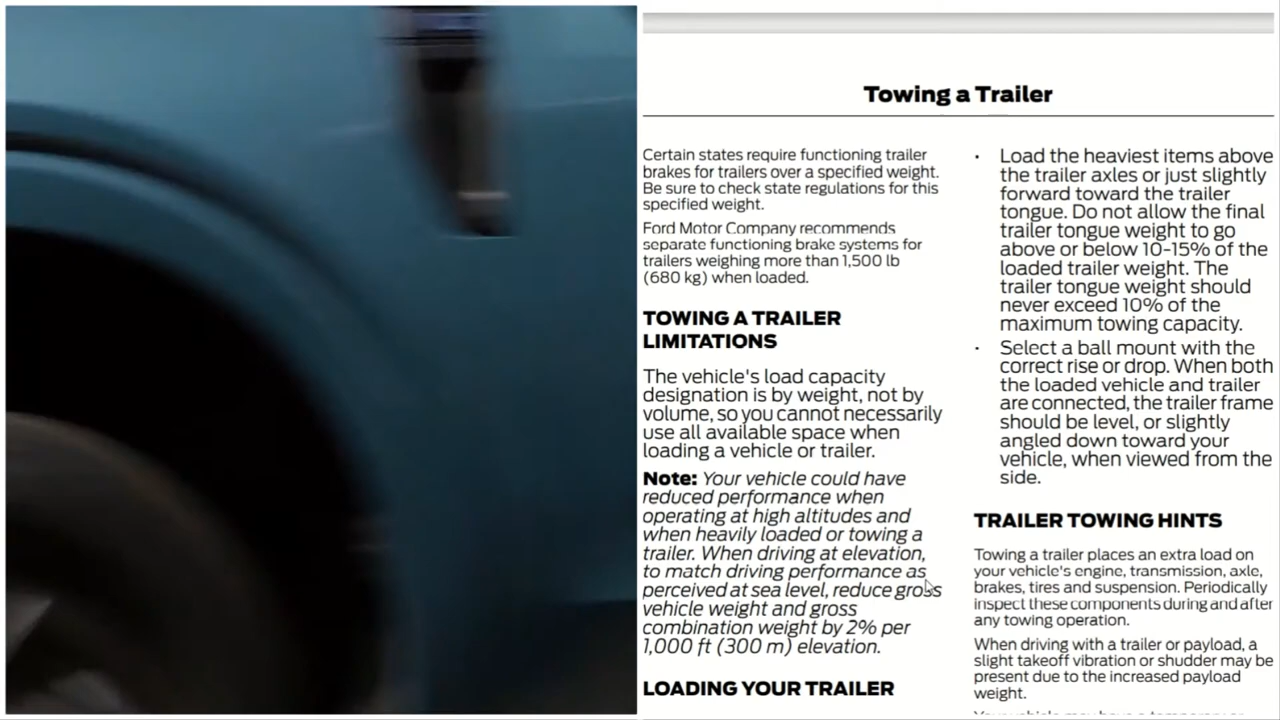 Towing a Trailer
Certain states require functioning trailer
brakes for trailers over a specified weight.
Be sure to check state regulations for this
specified weight.
Ford Motor Company recommends
separate functioning brake systems for
trailers weighing more than 1,500 lb
(680 kg) when loaded.
TOWING A TRAILER
LIMITATIONS
The vehicle's load capacity
designation is by weight, not by
volume, so you cannot necessarily
use all available space when
loading a vehicle or trailer.
Note: Your vehicle could have
reduced performance when
operating at high altitudes and
when heavily loaded or towing a
trailer. When driving at elevation,
to match driving performance as
perceived at sea level, reduce gross
vehicle weight and gross
combination weight by 2% per
1,000 ft (300 m) elevation.
LOADING YOUR TRAILER
· Load the heaviest items above
the trailer axles or just slightly
forward toward the trailer
tongue. Do not allow the final
trailer tongue weight to go
above or below 10-15% of the
loaded trailer weight. The
trailer tongue weight should
never exceed 10% of the
maximum towing capacity.
· Select a ball mount with the
correct rise or drop. When both
the loaded vehicle and trailer
are connected, the trailer frame
should be level, or slightly
angled down toward your
vehicle, when viewed from the
side.
TRAILER TOWING HINTS
Towing a trailer places an extra load on
your vehicle's engine, transmission, axle,
brakes, tires and suspension. Periodically
inspect these components during and after
any towing operation.
When driving with a trailer or payload, a
slight takeoff vibration or shudder may be
present due to the increased payload
weight.